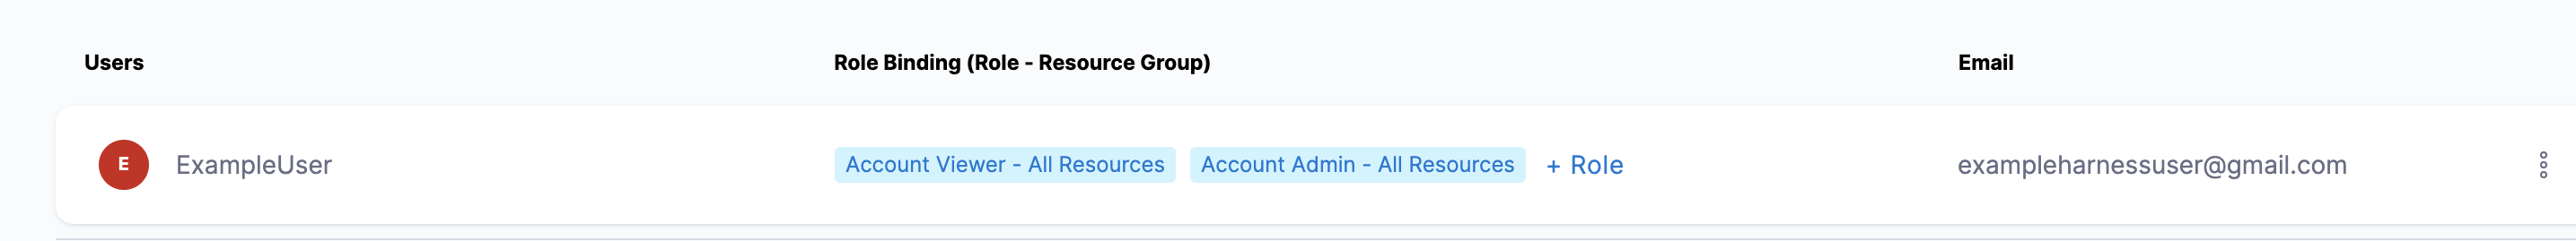 Users Role Binding (Role - Resource Group) Email
E ExampleUser Account Viewer - All Resources Account Admin - All Resources + Role exampleharnessuser@gmail.com